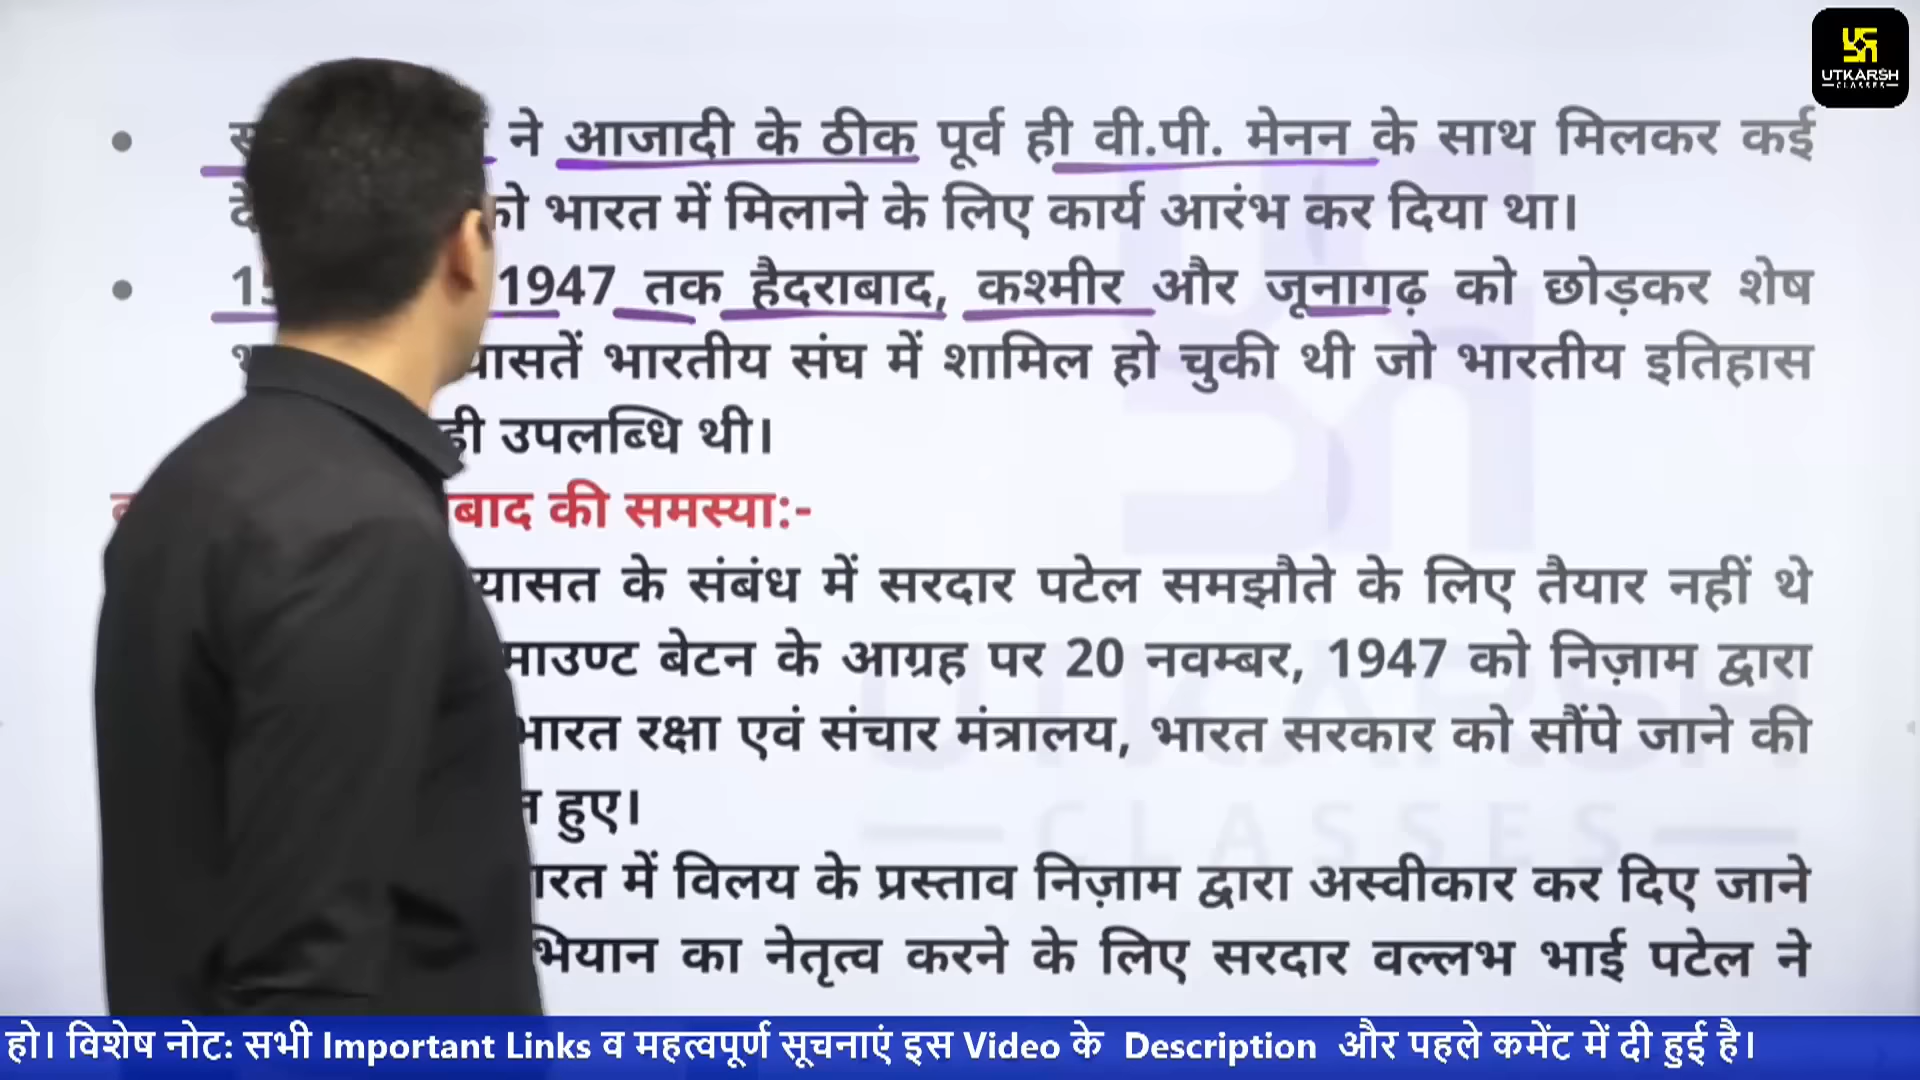 UTKARSH
CLASSES
ने आजादी के ठीक पूर्व ही वी.पी. मेनन के साथ मिलकर कई
को भारत में मिलाने के लिए कार्य आरंभ कर दिया था।
1947 तक हैदराबाद, कश्मीर और जूनागढ़ को छोड़कर शेष
भारतीय संघ में शामिल हो चुकी थी जो भारतीय इतिहास
उपलब्धि थी।
की समस्या:-
के संबंध में सरदार पटेल समझौते के लिए तैयार नहीं थे
माउण्ट बेटन के आग्रह पर 20 नवम्बर, 1947 को निज़ाम द्वारा
भारत रक्षा एवं संचार मंत्रालय, भारत सरकार को सौंपे जाने की
हुए।
में विलय के प्रस्ताव निज़ाम द्वारा अस्वीकार कर दिए जाने
का नेतृत्व करने के लिए सरदार वल्लभ भाई पटेल ने
UTKARSH
CLASSES
हो। विशेष नोट: सभी Important Links व महत्वपूर्ण सूचनाएं इस Video के Description और पहले कमेंट में दी हुई है।